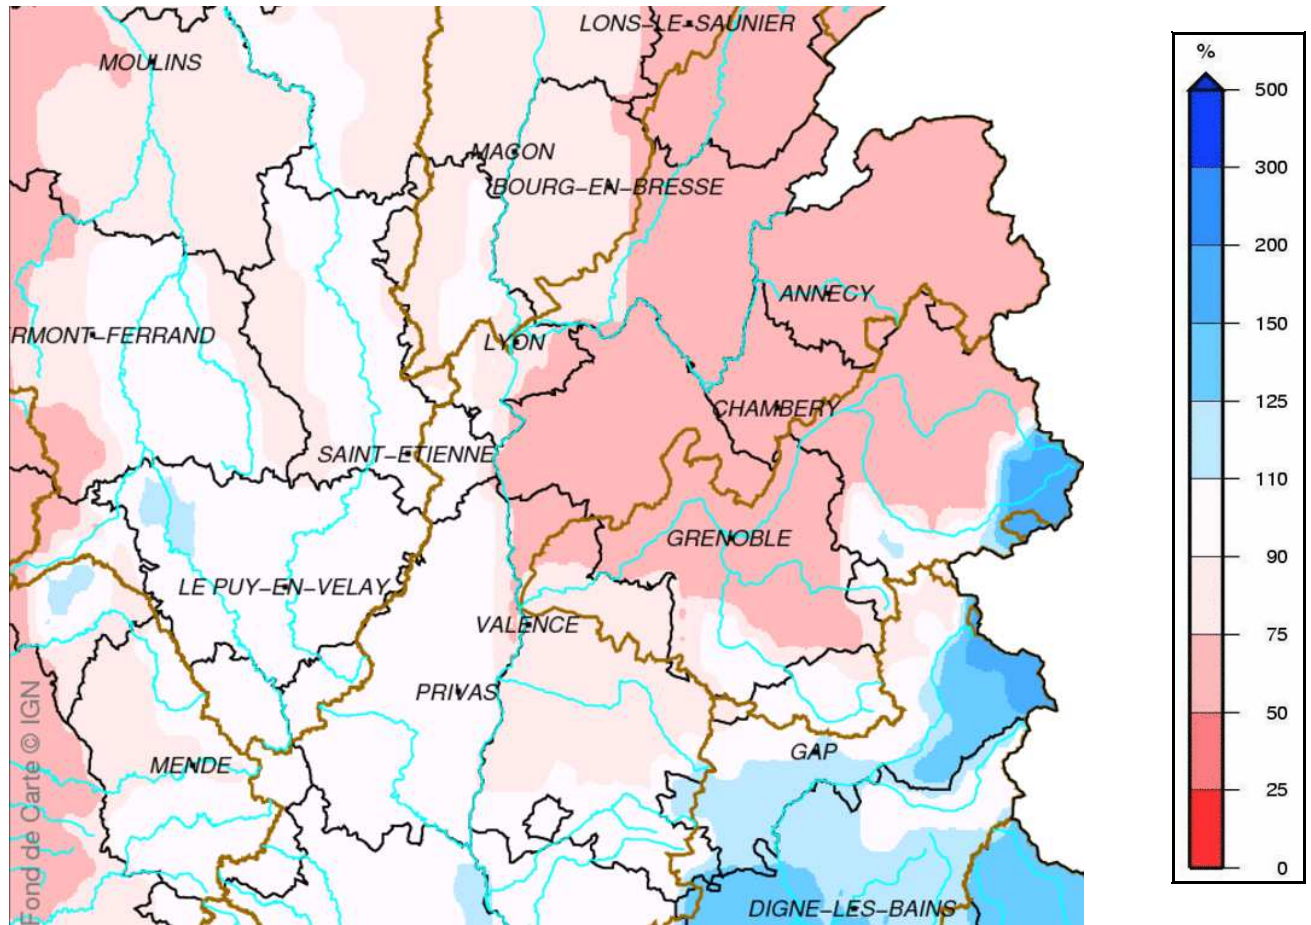 LONS-LE-SAUNIER
MOULINS
MACON
BOURG-EN-BRESSE
ANNECY
ERMONT-FERRAND
LYON
CHAMBERY
SAINT-ETIENNE
GRENOBLE
LE PUY-EN-VELAY
VALENCE
PRIVAS
GAP
MENDE
DIGNE-LES-BAINS
Fond de Carte © IGN
%
500
300
200
150
125
110
90
75
50
25
0